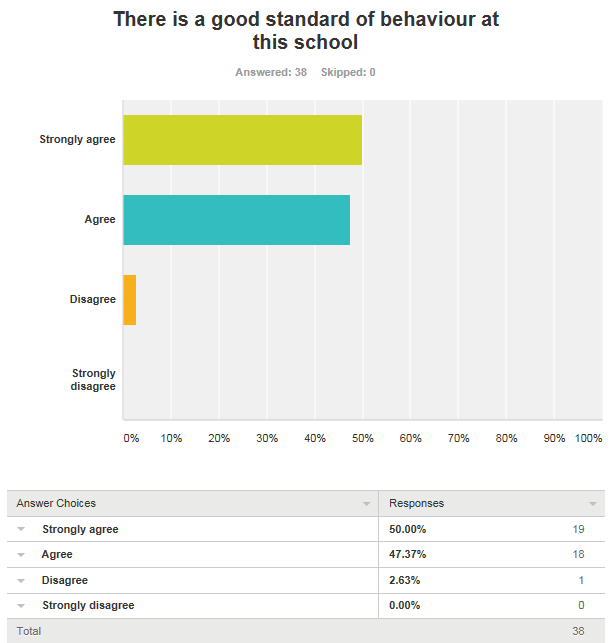 There is a good standard of behaviour at
this school
Answered: 38 Skipped: 0
Strongly agree
Agree
Disagree
Strongly
disagree
0% 10% 20% 30% 40% 50% 60% 70% 80% 90% 100%
Answer Choices Responses
Strongly agree 50.00% 19
Agree 47.37% 18
Disagree 2.63% 1
Strongly disagree 0.00% 0
Total 38